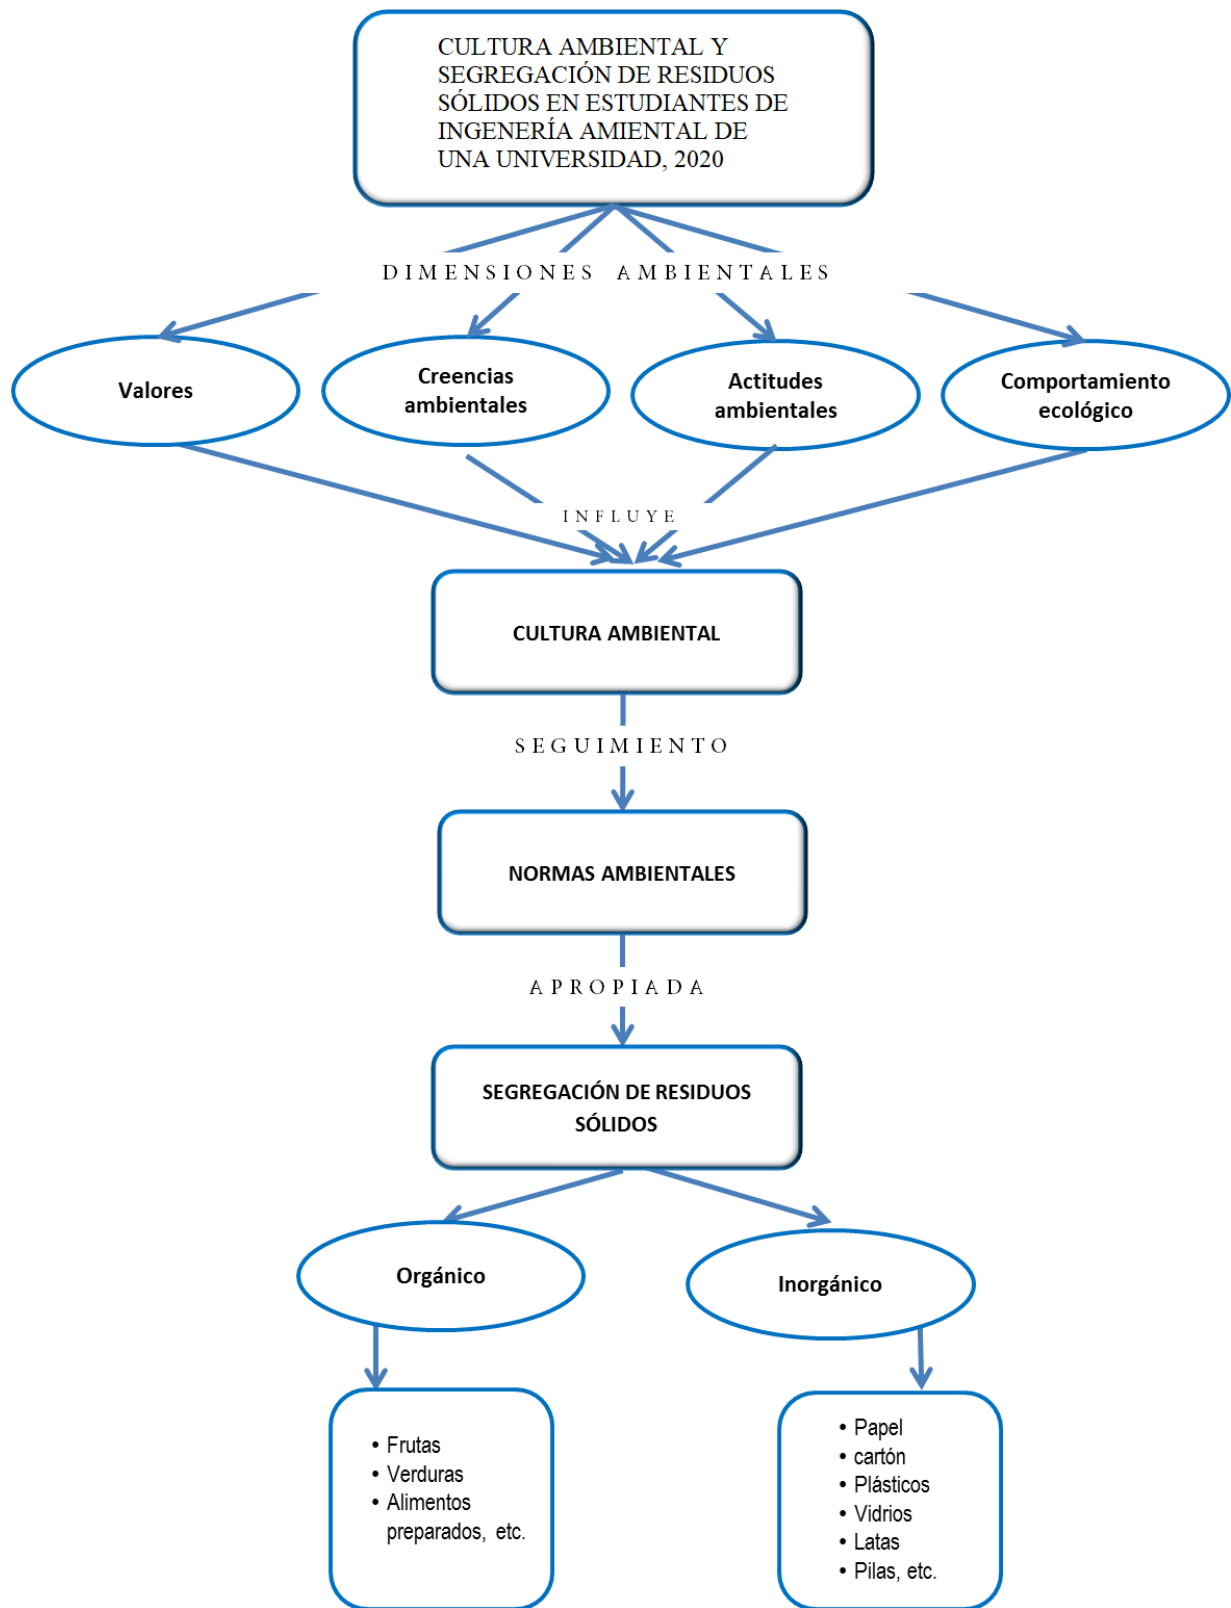 CULTURA AMBIENTAL Y
SEGREGACIÓN DE RESIDUOS
SÓLIDOS EN ESTUDIANTES DE
INGENERÍA AMIENTAL DE
UNA UNIVERSIDAD, 2020
DIMENSIONES AMBIENTALES
Valores
Creencias
ambientales
Actitudes
ambientales
Comportamiento
ecológico
INFLUYE
CULTURA AMBIENTAL
SEGUIMIENTO
NORMAS AMBIENTALES
APROPIADA
SEGREGACIÓN DE RESIDUOS
SÓLIDOS
Orgánico
Inorgánico
• Frutas
• Verduras
• Alimentos
preparados, etc.
• Papel
• cartón
• Plásticos
• Vidrios
• Latas
• Pilas, etc.